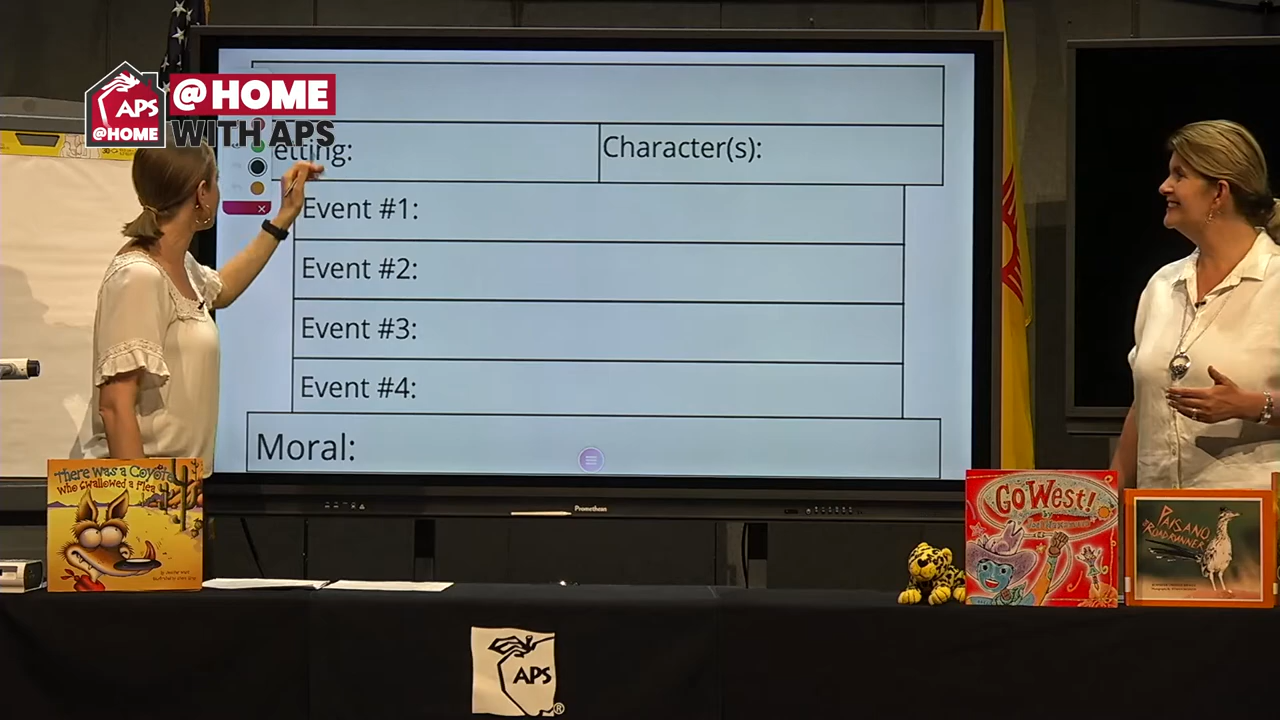 @HOME
WITH APS
APS
@HOME
etting:
Character(s):
Event #1:
Event #2:
Event #3:
Event #4:
Moral:
Promethean
There was a Coyote
Who Swallowed a Flea
Go West!
PAISANO
ROADRUNNER
APS
®